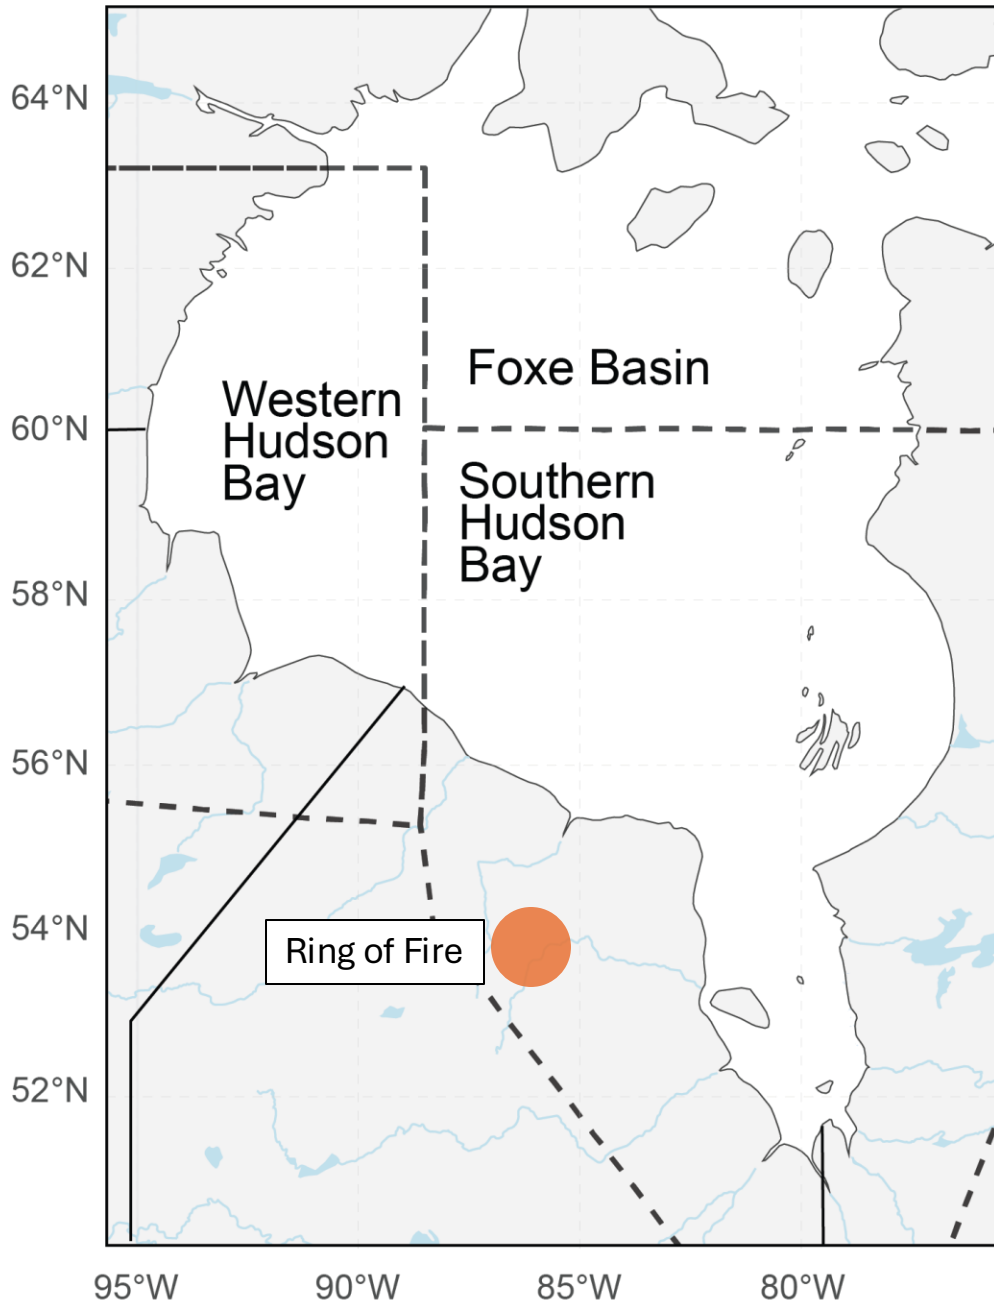 64°N
62°N
Foxe Basin
Western
Hudson
Bay
60°N
Southern
Hudson
Bay
58°N
56°N
54°N
Ring of Fire
52°N
95°W
90°W
85°W
80°W